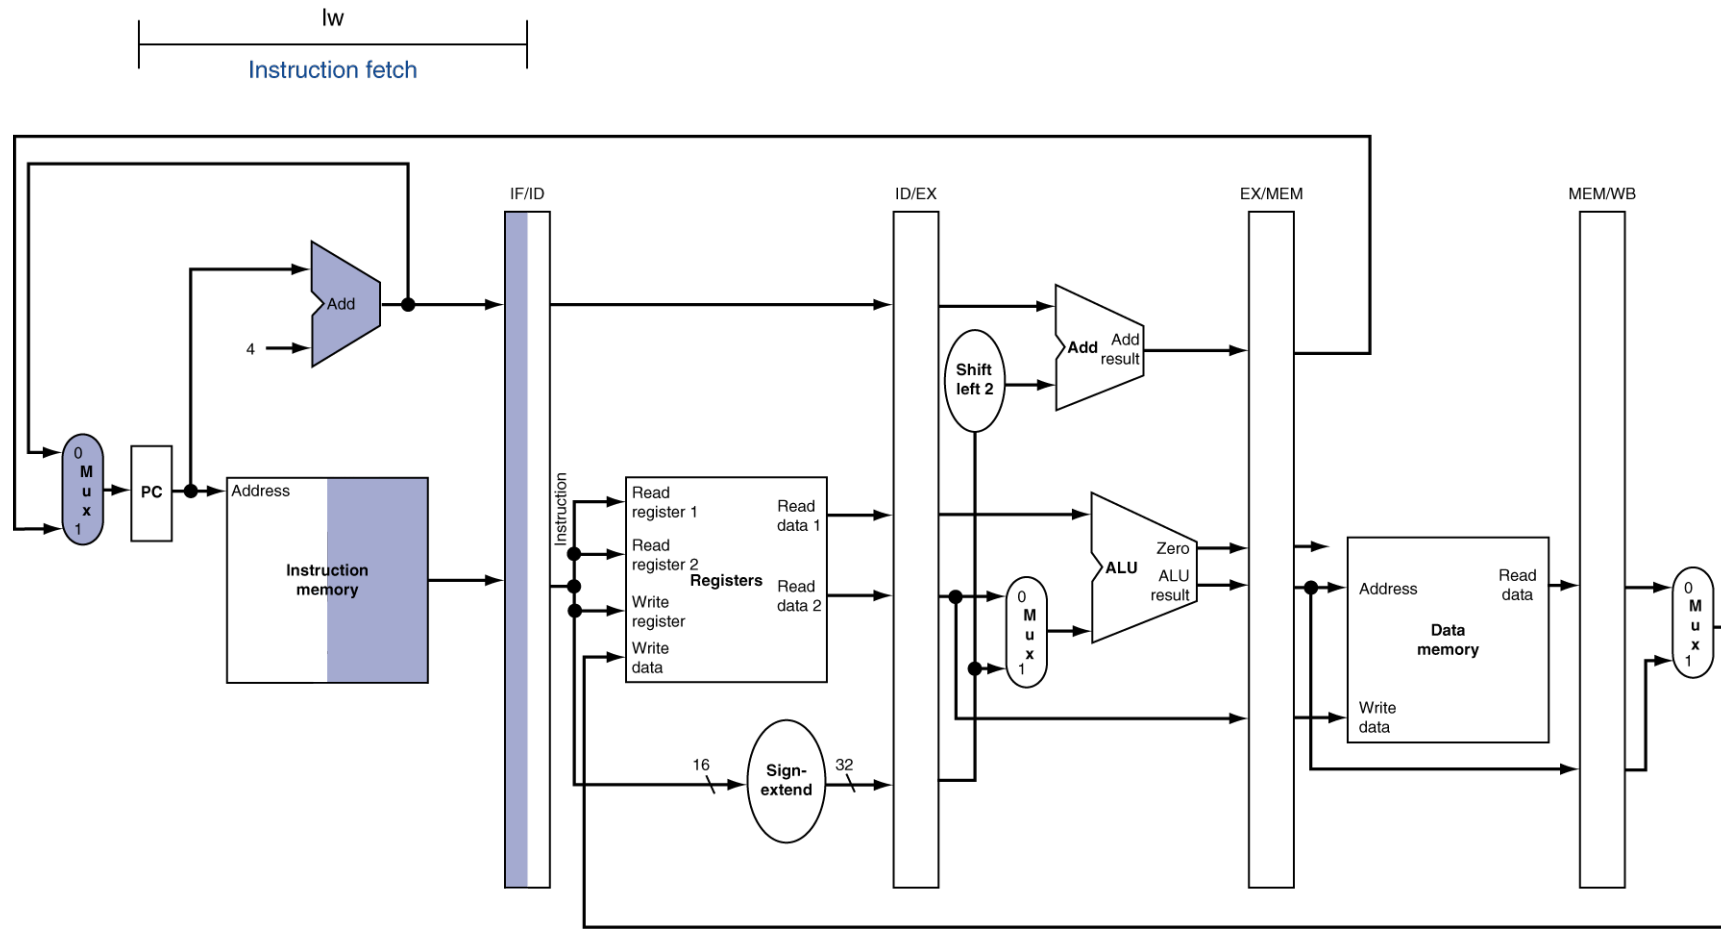 lw
Instruction fetch
IF/ID
ID/EX
EX/MEM
MEM/WB
Add
4
Shift
left 2
Add
Add
result
0
M
u
x
1
PC
Address
Instruction
memory
Instruction
Read
register 1
Read
register 2
Write
register
Write
data
Registers
Read
data 1
Read
data 2
16
Sign-
extend
32
0
M
u
x
1
ALU
Zero
ALU
result
Address
Read
data
Data
memory
Write
data
0
M
u
x
1